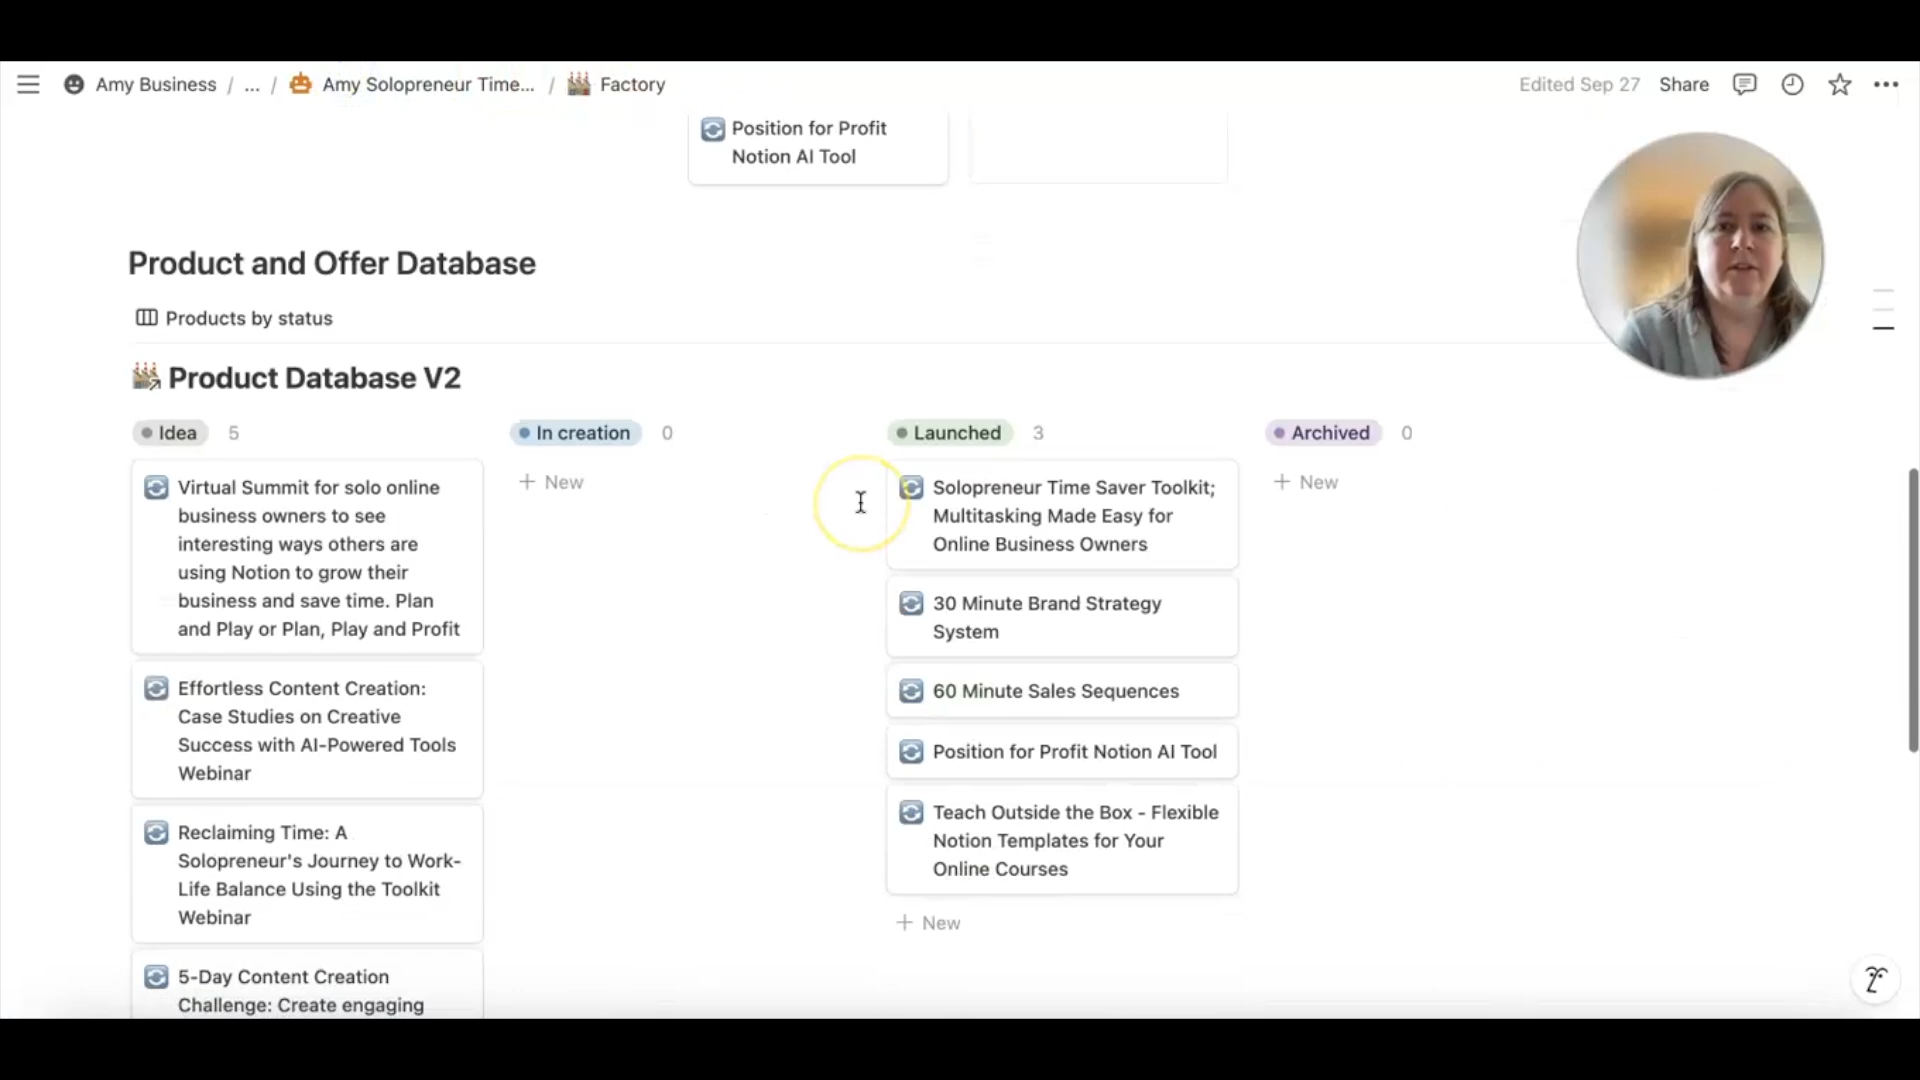 Amy Business / ... / Amy Solopreneur Time... / Factory
Edited Sep 27 Share
Position for Profit
Notion AI Tool
Product and Offer Database
Products by status
Product Database V2
Idea 5
Virtual Summit for solo online
business owners to see
interesting ways others are
using Notion to grow their
business and save time. Plan
and Play or Plan, Play and Profit
Effortless Content Creation:
Case Studies on Creative
Success with AI-Powered Tools
Webinar
Reclaiming Time: A
Solopreneur's Journey to Work-
Life Balance Using the Toolkit
Webinar
5-Day Content Creation
Challenge: Create engaging
In creation 0
+ New
Launched 3
Solopreneur Time Saver Toolkit;
Multitasking Made Easy for
Online Business Owners
30 Minute Brand Strategy
System
60 Minute Sales Sequences
Position for Profit Notion AI Tool
Teach Outside the Box - Flexible
Notion Templates for Your
Online Courses
+ New
Archived 0
+ New